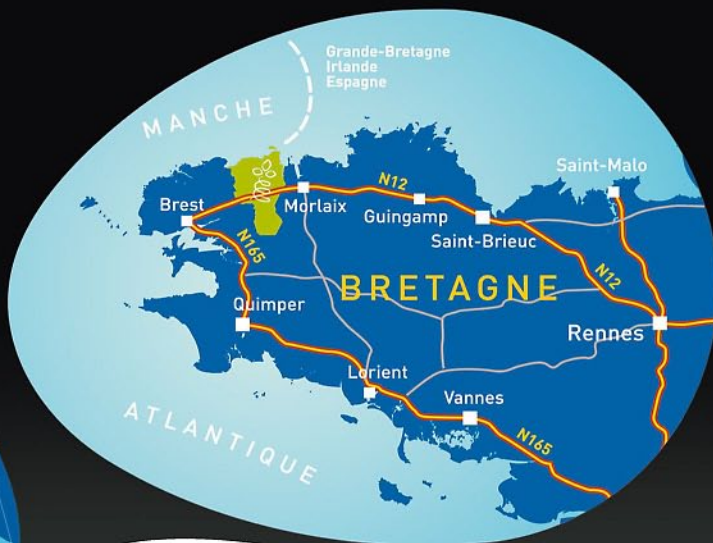 Grande-Bretagne
Irlande
Espagne
MANCHE
Saint-Malo
N12
Brest
Morlaix
Guingamp
Saint-Brieuc
N165
BRETAGNE
N12
Quimper
Rennes
Lorient
Vannes
ATLANTIQUE
N165